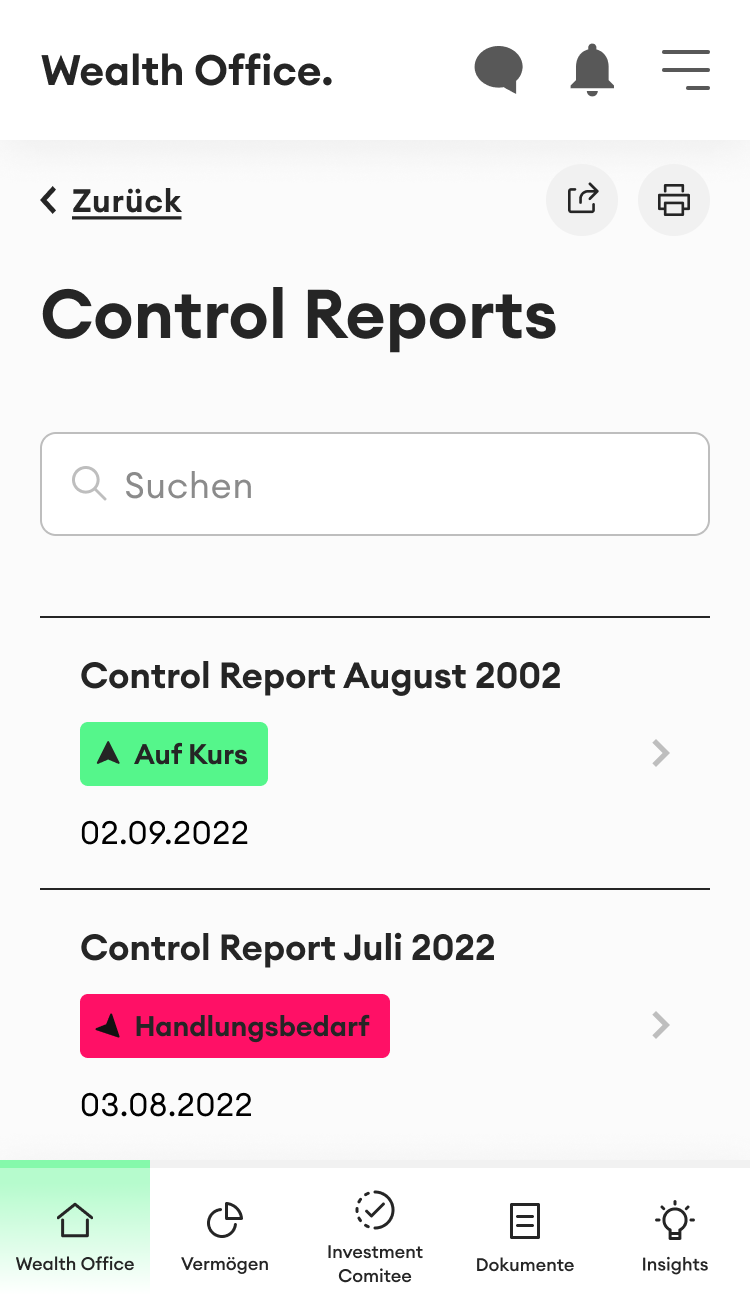 Wealth Office.
Zurück
Control Reports
Suchen
Control Report August 2002
Auf Kurs
02.09.2022
Control Report Juli 2022
Handlungsbedarf
03.08.2022
Wealth Office
Vermögen
Investment
Comitee
Dokumente
Insights